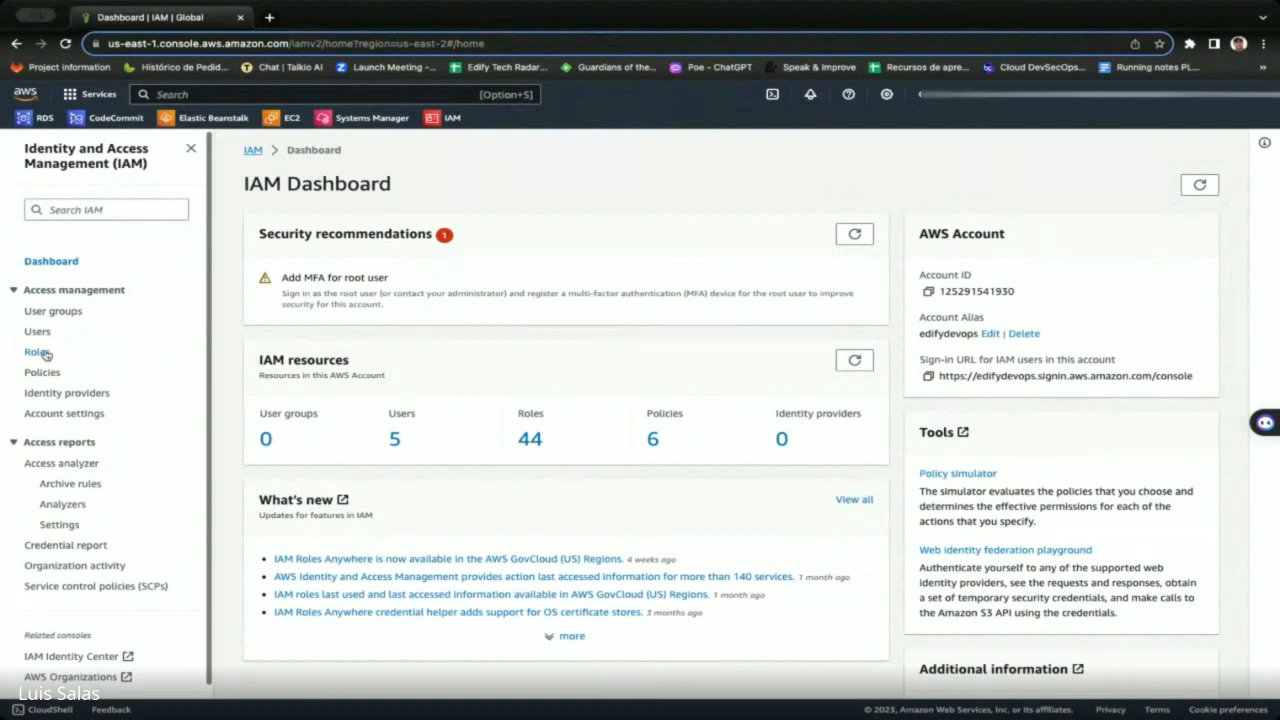 Dashboard | IAM | Global
us-east-1.console.aws.amazon.com/iamv2/home?region=us-east-2#/home
Project information
Histórico de Pedid...
Chat | Talkio AI
Launch Meeting -...
Edify Tech Radar...
Guardians of the...
Poe - ChatGPT
Speak & Improve
Recursos de apre...
Cloud DevSecOps...
Running notes PL...
aws
Services
Search
[Option+S]
RDS
CodeCommit
Elastic Beanstalk
EC2
Systems Manager
IAM
Identity and Access
Management (IAM)
Search IAM
Dashboard
Access management
User groups
Users
Roles
Policies
Identity providers
Account settings
Access reports
Access analyzer
Archive rules
Analyzers
Settings
Credential report
Organization activity
Service control policies (SCPs)
Related consoles
IAM Identity Center
AWS Organizations
Luis Salas
IAM > Dashboard
IAM Dashboard
Security recommendations 1
Add MFA for root user
Sign in as the root user (or contact your administrator) and register a multi-factor authentication (MFA) device for the root user to improve
security for this account.
IAM resources
Resources in this AWS Account
User groups
0
Users
5
Roles
44
Policies
6
Identity providers
0
What's new
View all
Updates for features in IAM
IAM Roles Anywhere is now available in the AWS GovCloud (US) Regions. 4 weeks ago
AWS Identity and Access Management provides action last accessed information for more than 140 services. 1 month ago
IAM roles last used and last accessed information available in AWS GovCloud (US) Regions. 1 month ago
IAM Roles Anywhere credential helper adds support for OS certificate stores. 3 months ago
more
AWS Account
Account ID
125291541930
Account Alias
edifydevops Edit | Delete
Sign-in URL for IAM users in this account
https://edifydevops.signin.aws.amazon.com/console
Tools
Policy simulator
The simulator evaluates the policies that you choose and
determines the effective permissions for each of the
actions that you specify.
Web identity federation playground
Authenticate yourself to any of the supported web
identity providers, see the requests and responses, obtain
a set of temporary security credentials, and make calls to
the Amazon S3 API using the credentials.
Additional information
CloudShell
Feedback
© 2023, Amazon Web Services, Inc. or its affiliates.
Privacy
Terms
Cookie preferences